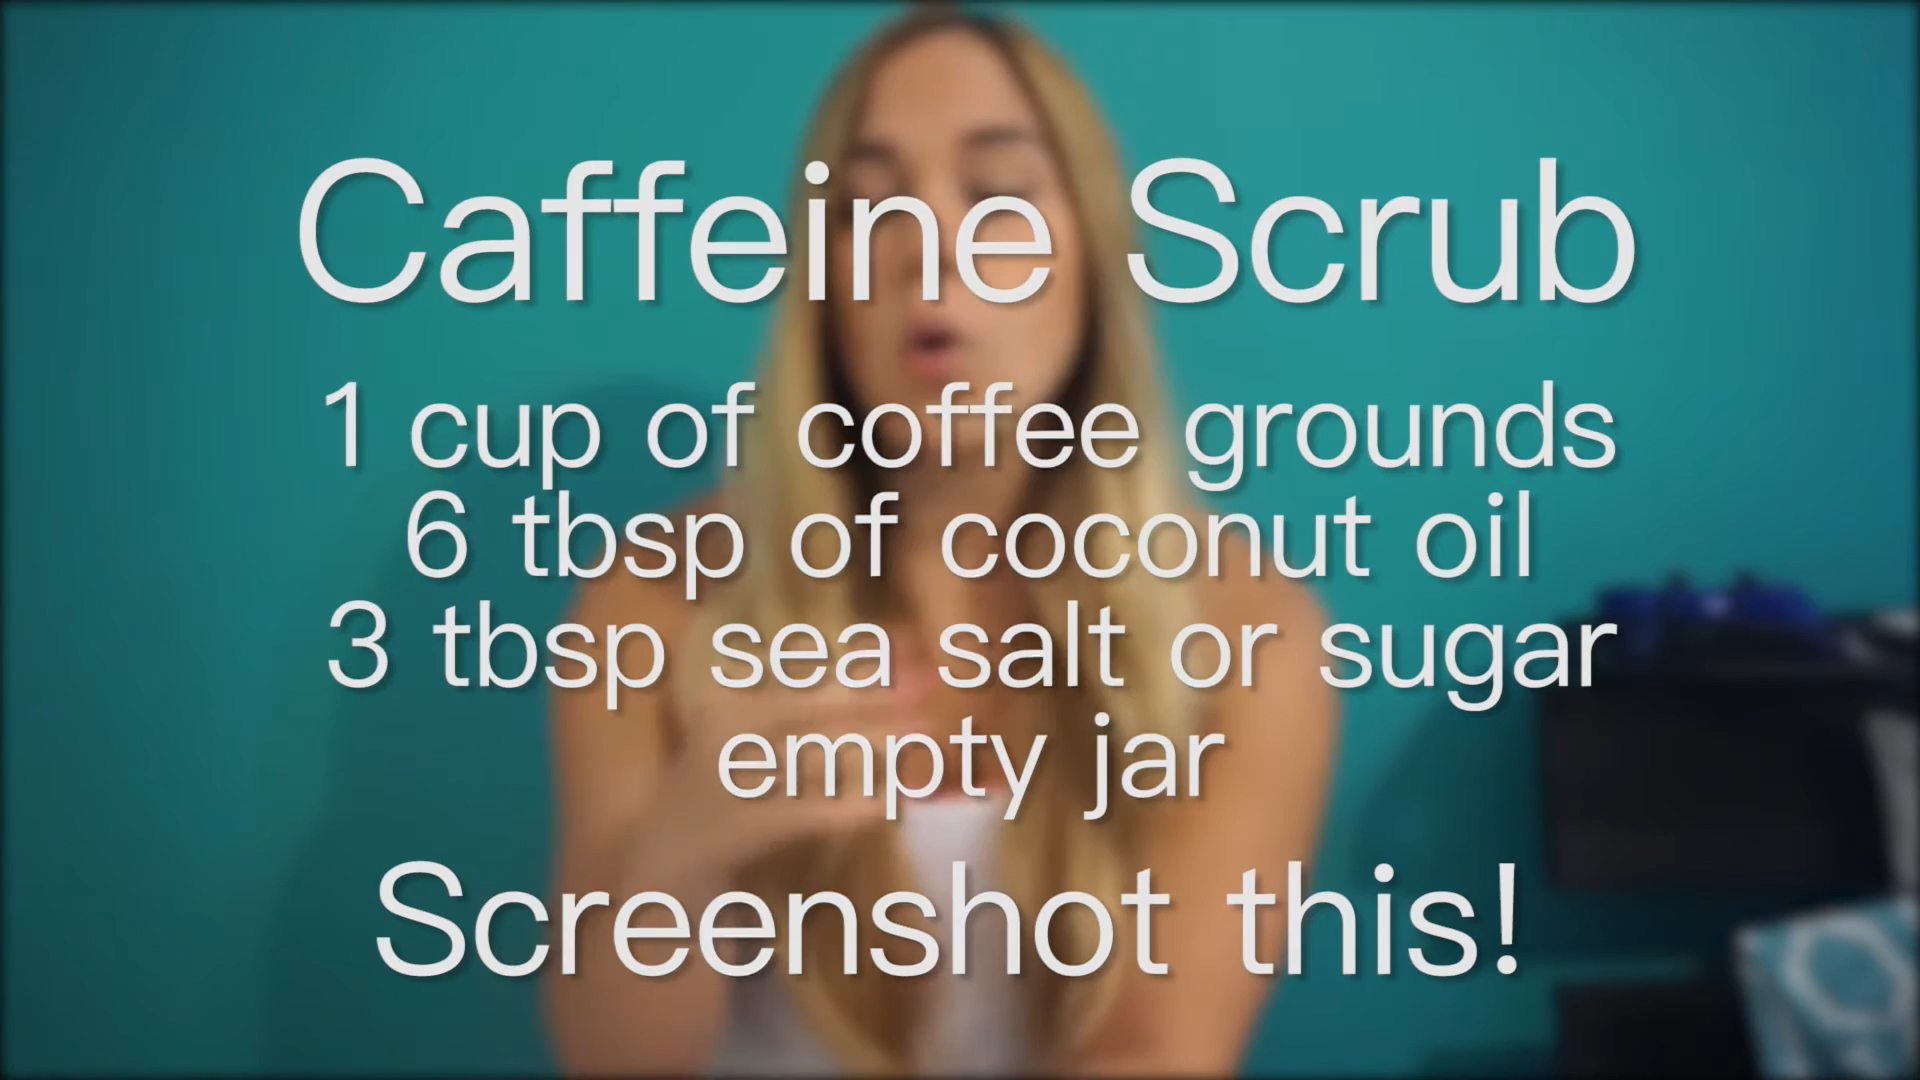 Caffeine Scrub
1 cup of coffee grounds
6 tbsp of coconut oil
3 tbsp sea salt or sugar
empty jar
Screenshot this!